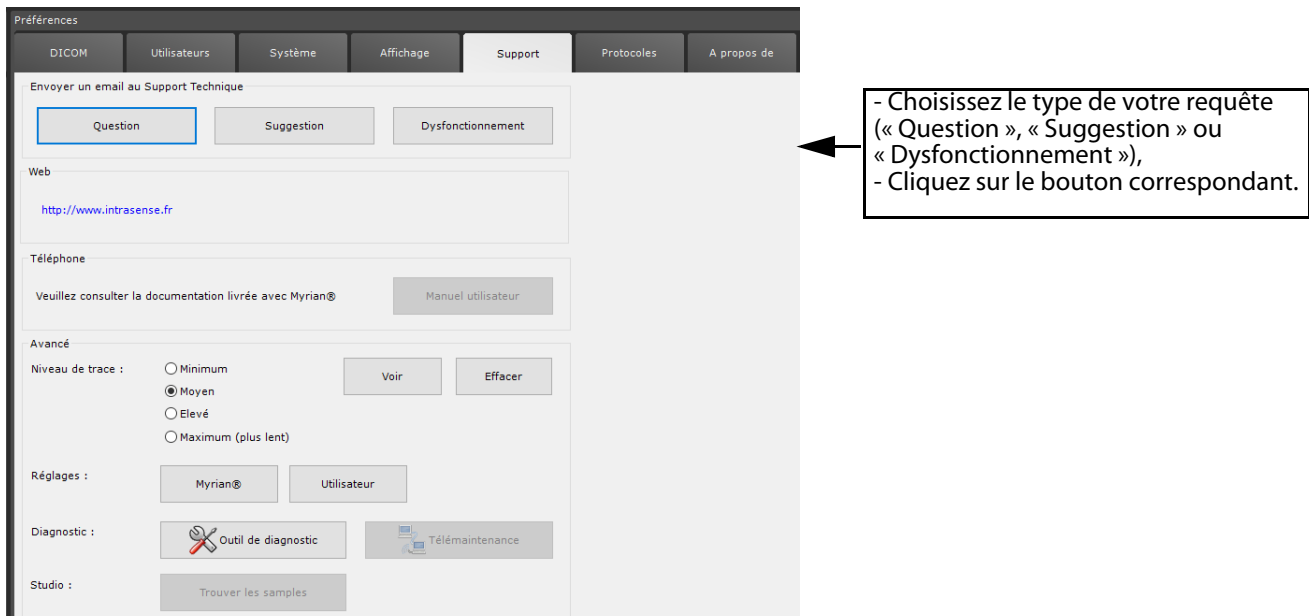 Préférences
DICOM Utilisateurs Système Affichage Support Protocoles A propos de
Envoyer un email au Support Technique
Question Suggestion Dysfonctionnement
- Choisissez le type de votre requête
(« Question », « Suggestion » ou
« Dysfonctionnement »),
- Cliquez sur le bouton correspondant.
Web
http://www.intrasense.fr
Téléphone
Veuillez consulter la documentation livrée avec Myrian® Manuel utilisateur
Avancé
Niveau de trace : Minimum Voir Effacer
Moyen
Elevé
Maximum (plus lent)
Réglages : Myrian® Utilisateur
Diagnostic : Outil de diagnostic Télémaintenance
Studio : Trouver les samples